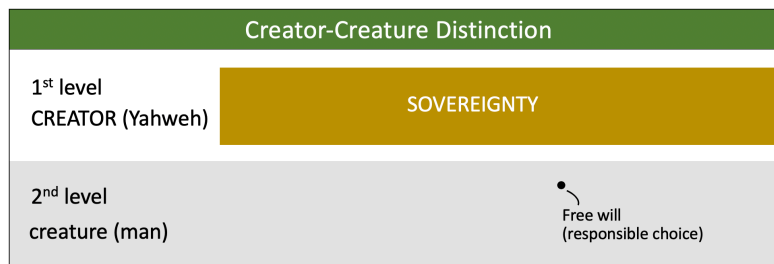 Creator-Creature Distinction
1st level
CREATOR (Yahweh)
SOVEREIGNTY
2nd level
creature (man)
Free will
(responsible choice)